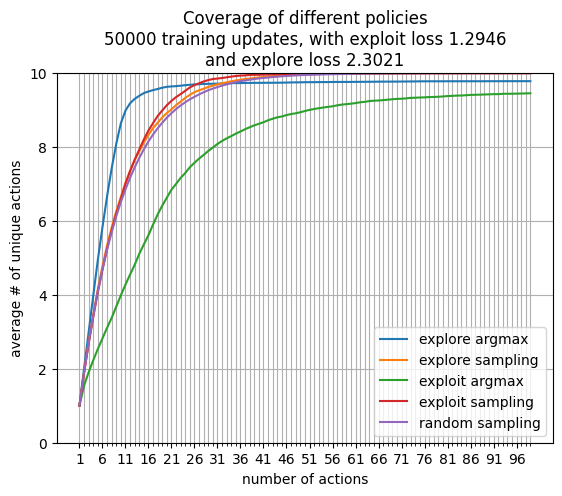 Coverage of different policies
50000 training updates, with exploit loss 1.2946
and explore loss 2.3021
10
8
6
4
2
0
average # of unique actions
explore argmax
explore sampling
exploit argmax
exploit sampling
random sampling
1 6 11 16 21 26 31 36 41 46 51 56 61 66 71 76 81 86 91 96
number of actions